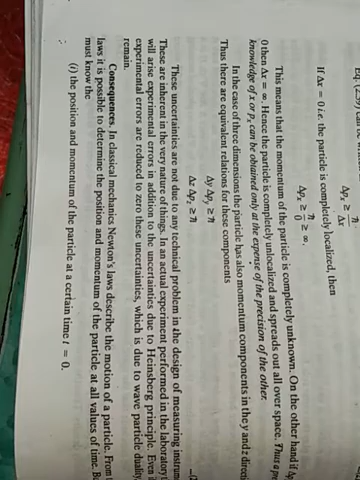 Eq. (2.9) can
Δpₓ ≥ ℏ/Δx
If Δx = 0 i.e. the particle is completely localized, then
Δpₓ ≥ ℏ/0 ≥ ∞.
This means that the momentum of the particle is completely unknown. On the other hand if
0 then Δx = ∞. Hence the particle is completely unlocalized and spreads out all over space. Thus a
knowledge of x or pₓ can be obtained only at the expense of the precision of the other.
In the case of three dimensions the particle has also momentum components in the y and z
Thus there are equivalent relations for these components
Δy Δpᵧ ≥ ℏ
Δz Δp_z ≥ ℏ
These uncertainties are not due to any technical problem in the design of measuring
These are inherent in the very nature of things. In an actual experiment performed in the laboratory
will arise experimental errors in addition to the uncertainties due to Heinsberg principle. Even
experimental errors are reduced to zero these uncertainties, which is due to wave particle duality
remain.
Consequences. In classical mechanics Newton's laws describe the motion of a particle. From
laws it is possible to determine the position and momentum of the particle at all values of time.
must know the
(i) the position and momentum of the particle at a certain time t = 0.